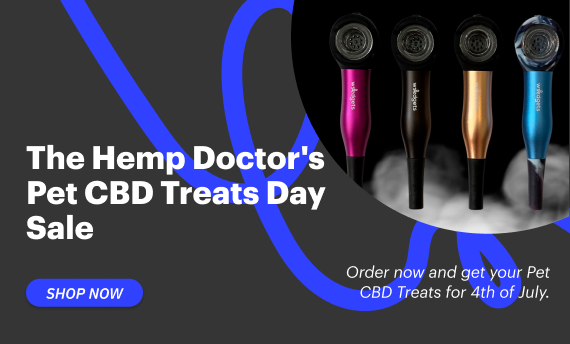 The Hemp Doctor's
Pet CBD Treats Day
Sale
SHOP NOW
Order now and get your Pet
CBD Treats for 4th of July.